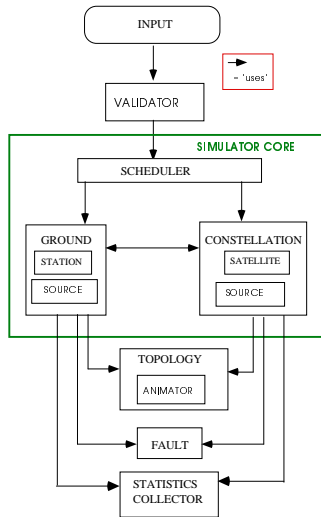 INPUT
– 'uses'
VALIDATOR
SIMULATOR CORE
SCHEDULER
GROUND
STATION
SOURCE
CONSTELLATION
SATELLITE
SOURCE
TOPOLOGY
ANIMATOR
FAULT
STATISTICS
COLLECTOR